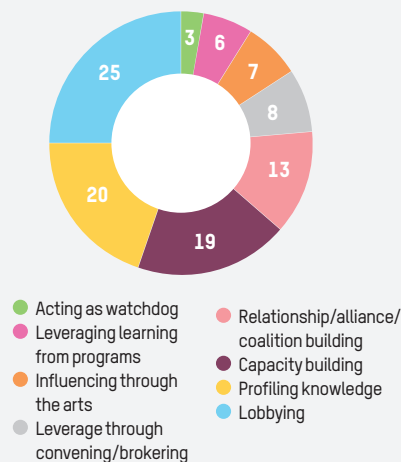 3
6
7
8
13
19
20
25
Acting as watchdog
Leveraging learning
from programs
Influencing through
the arts
Leverage through
convening/brokering
Relationship/alliance/
coalition building
Capacity building
Profiling knowledge
Lobbying